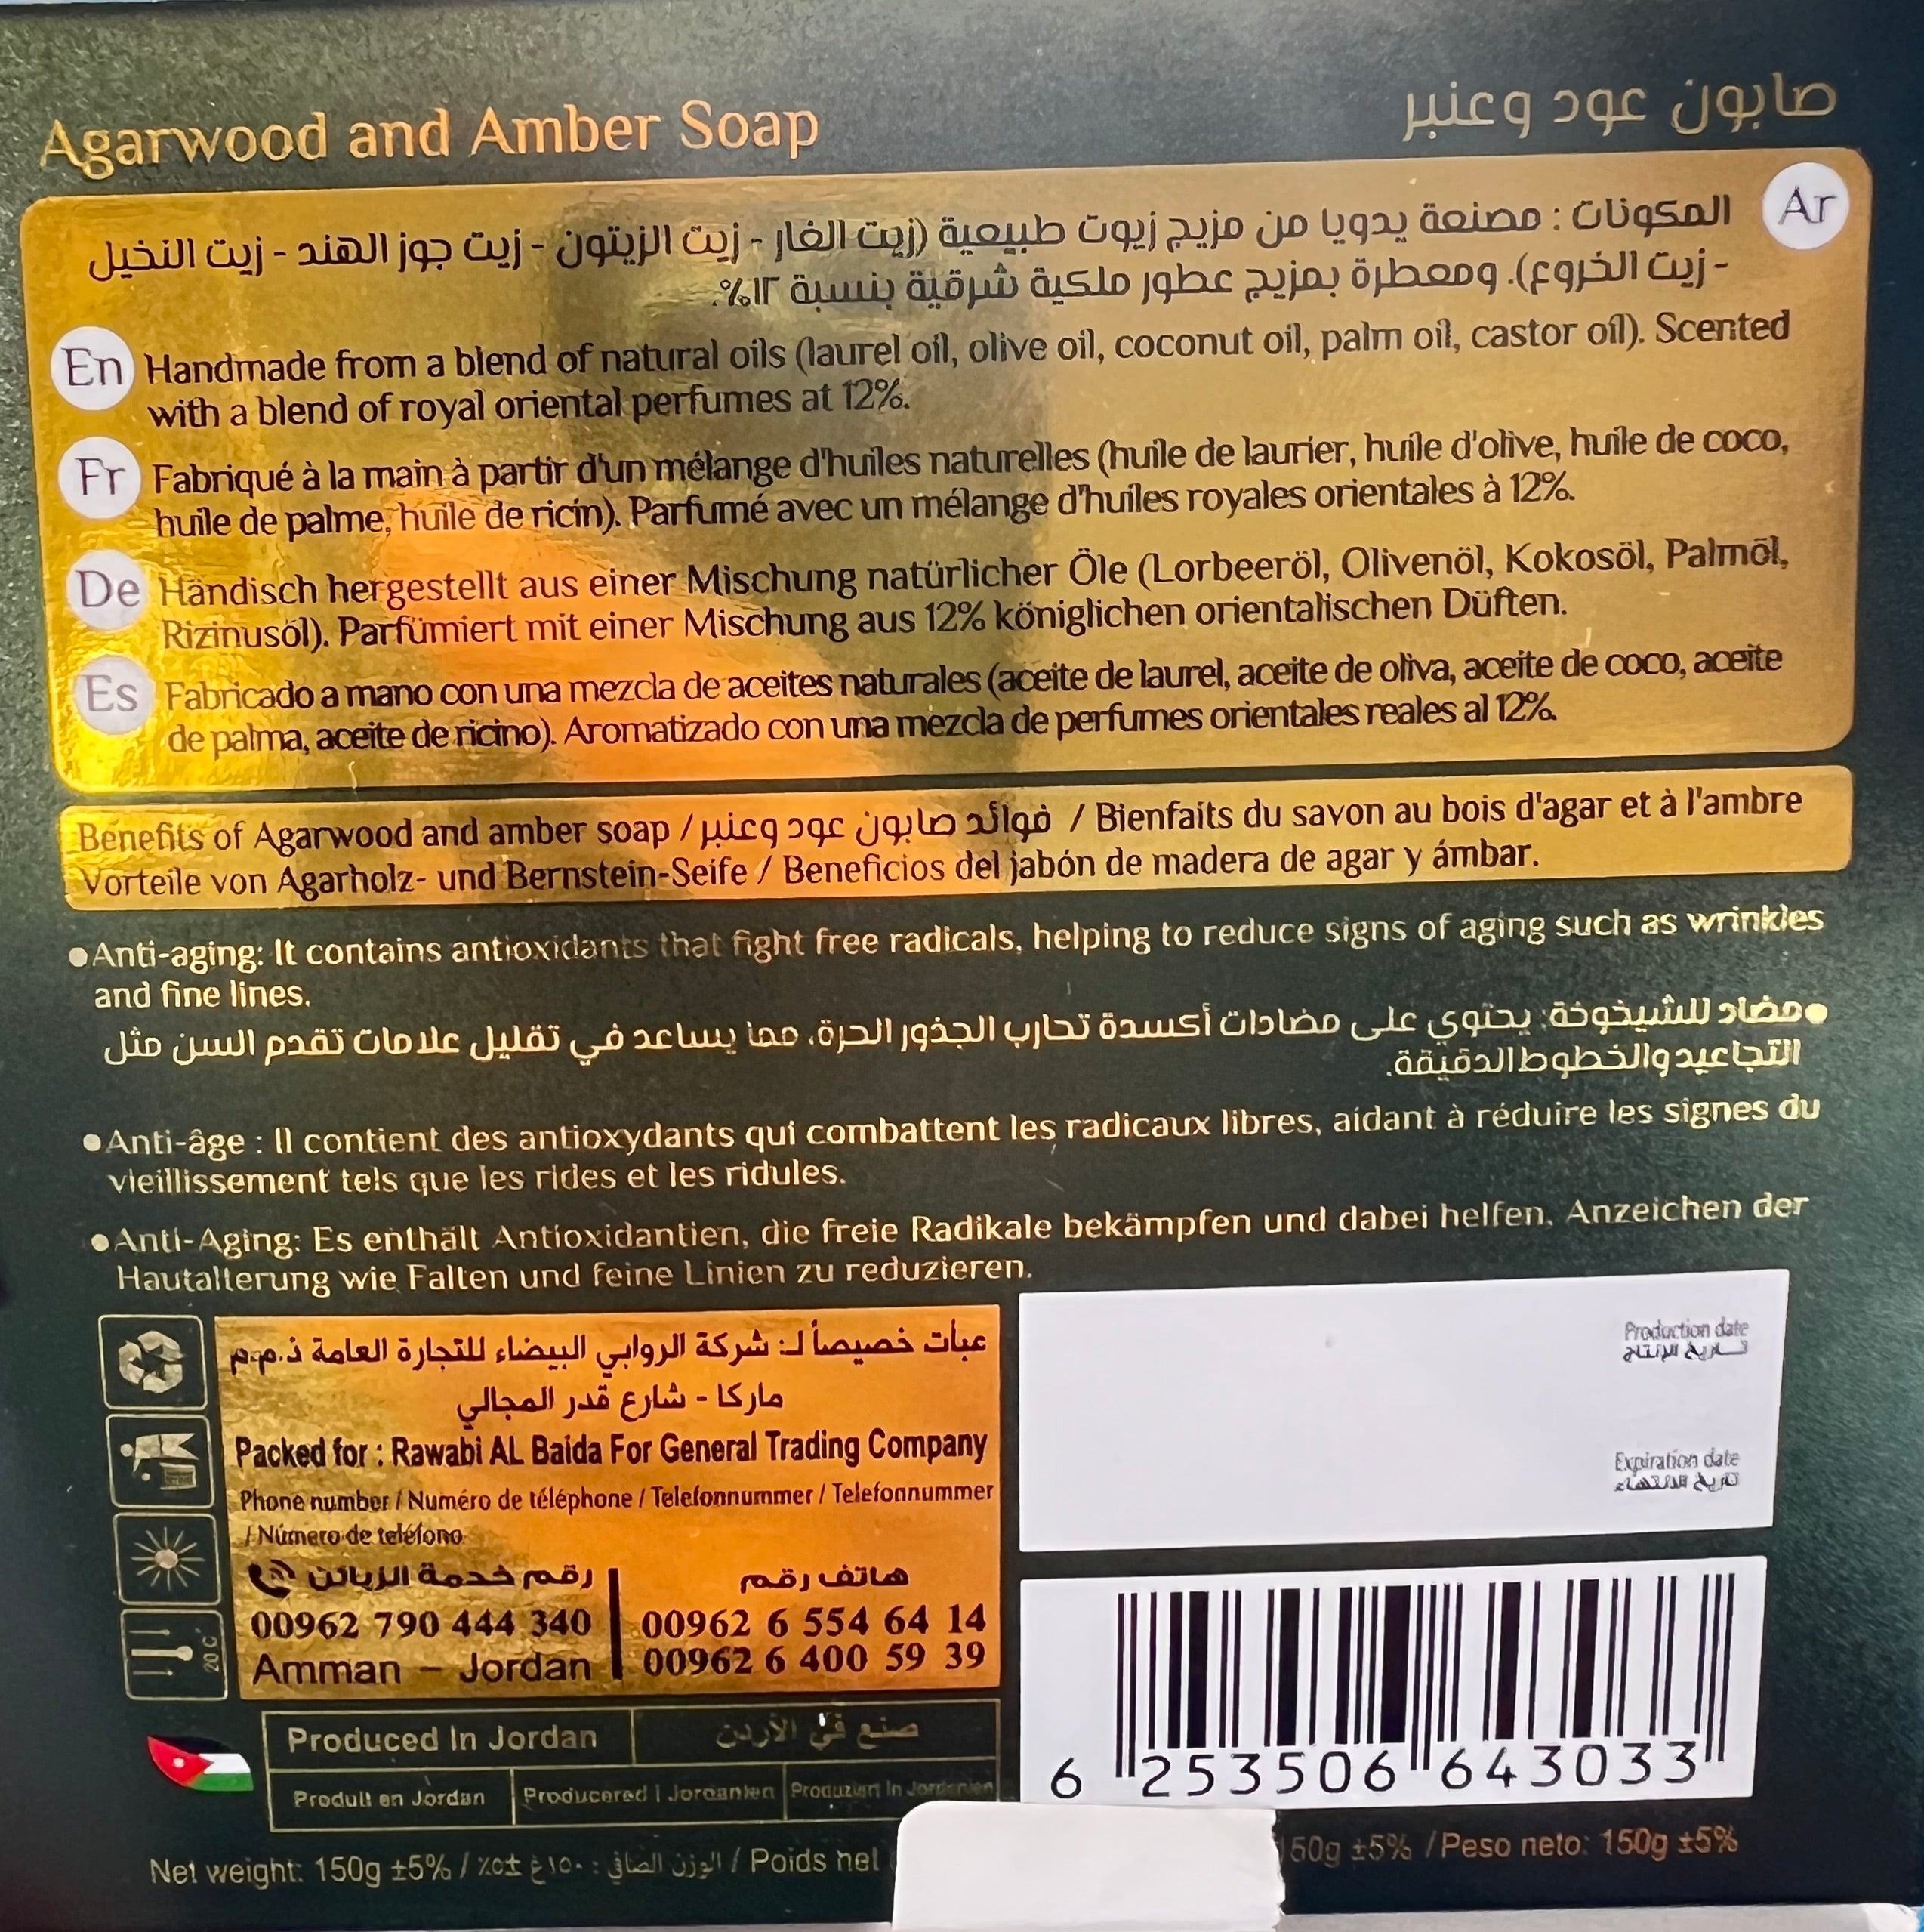 Agarwood and Amber Soap
صابون عود وعنبر
Ar
المكونات : مصنعة يدويا من مزيج زيوت طبيعية (زيت الغار - زيت الزيتون - زيت جوز الهند - زيت النخيل
- زيت الخروع). ومعطرة بمزيج عطور ملكية شرقية بنسبة ١٢%.
En Handmade from a blend of natural oils (laurel oil, olive oil, coconut oil, palm oil, castor oil). Scented
with a blend of royal oriental perfumes at 12%.
Fr Fabriqué à la main à partir d'un mélange d'huiles naturelles (huile de laurier, huile d'olive, huile de coco,
huile de palme, huile de ricin). Parfumé avec un mélange d'huiles royales orientales à 12%.
De Händisch hergestellt aus einer Mischung natürlicher Öle (Lorbeeröl, Olivenöl, Kokosöl, Palmöl,
Rizinusöl). Parfümiert mit einer Mischung aus 12% königlichen orientalischen Düften.
Es Fabricado a mano con una mezcla de aceites naturales (aceite de laurel, aceite de oliva, aceite de coco, aceite
de palma, aceite de ricino). Aromatizado con una mezcla de perfumes orientales reales al 12%.
Benefits of Agarwood and amber soap / فوائد صابون عود وعنبر / Bienfaits du savon au bois d'agar et à l'ambre
Vorteile von Agarholz- und Bernstein-Seife / Beneficios del jabón de madera de agar y ámbar.
●Anti-aging: It contains antioxidants that fight free radicals, helping to reduce signs of aging such as wrinkles
and fine lines.
●مضاد للشيخوخة: يحتوي على مضادات أكسدة تحارب الجذور الحرة، مما يساعد في تقليل علامات تقدم السن مثل
التجاعيد والخطوط الدقيقة.
●Anti-âge : Il contient des antioxydants qui combattent les radicaux libres, aidant à réduire les signes du
vieillissement tels que les rides et les ridules.
●Anti-Aging: Es enthält Antioxidantien, die freie Radikale bekämpfen und dabei helfen, Anzeichen der
Hautalterung wie Falten und feine Linien zu reduzieren.
عبأت خصيصاً لـ: شركة الروابي البيضاء للتجارة العامة ذ.م.م
ماركا - شارع قدر المجالي
Packed for : Rawabi AL Baida For General Trading Company
Phone number / Numéro de téléphone / Telefonnummer / Telefonnummer
/ Número de teléfono
رقم خدمة الزبائن
هاتف رقم
00962 790 444 340
00962 6 554 64 14
Amman – Jordan
00962 6 400 59 39
20 C°
Production date
تاريخ الإنتاج
Expiration date
تاريخ الانتهاء
6 253506 643033
Produced In Jordan
صنع في الأردن
Produit en Jordan
Producered i Jordanien
Produziert In Jordanien
Net weight: 150g ±5% / الوزن الصافي : ١٥٠غ ±٥٪ / Poids net
150g ±5% / Peso neto: 150g ±5%